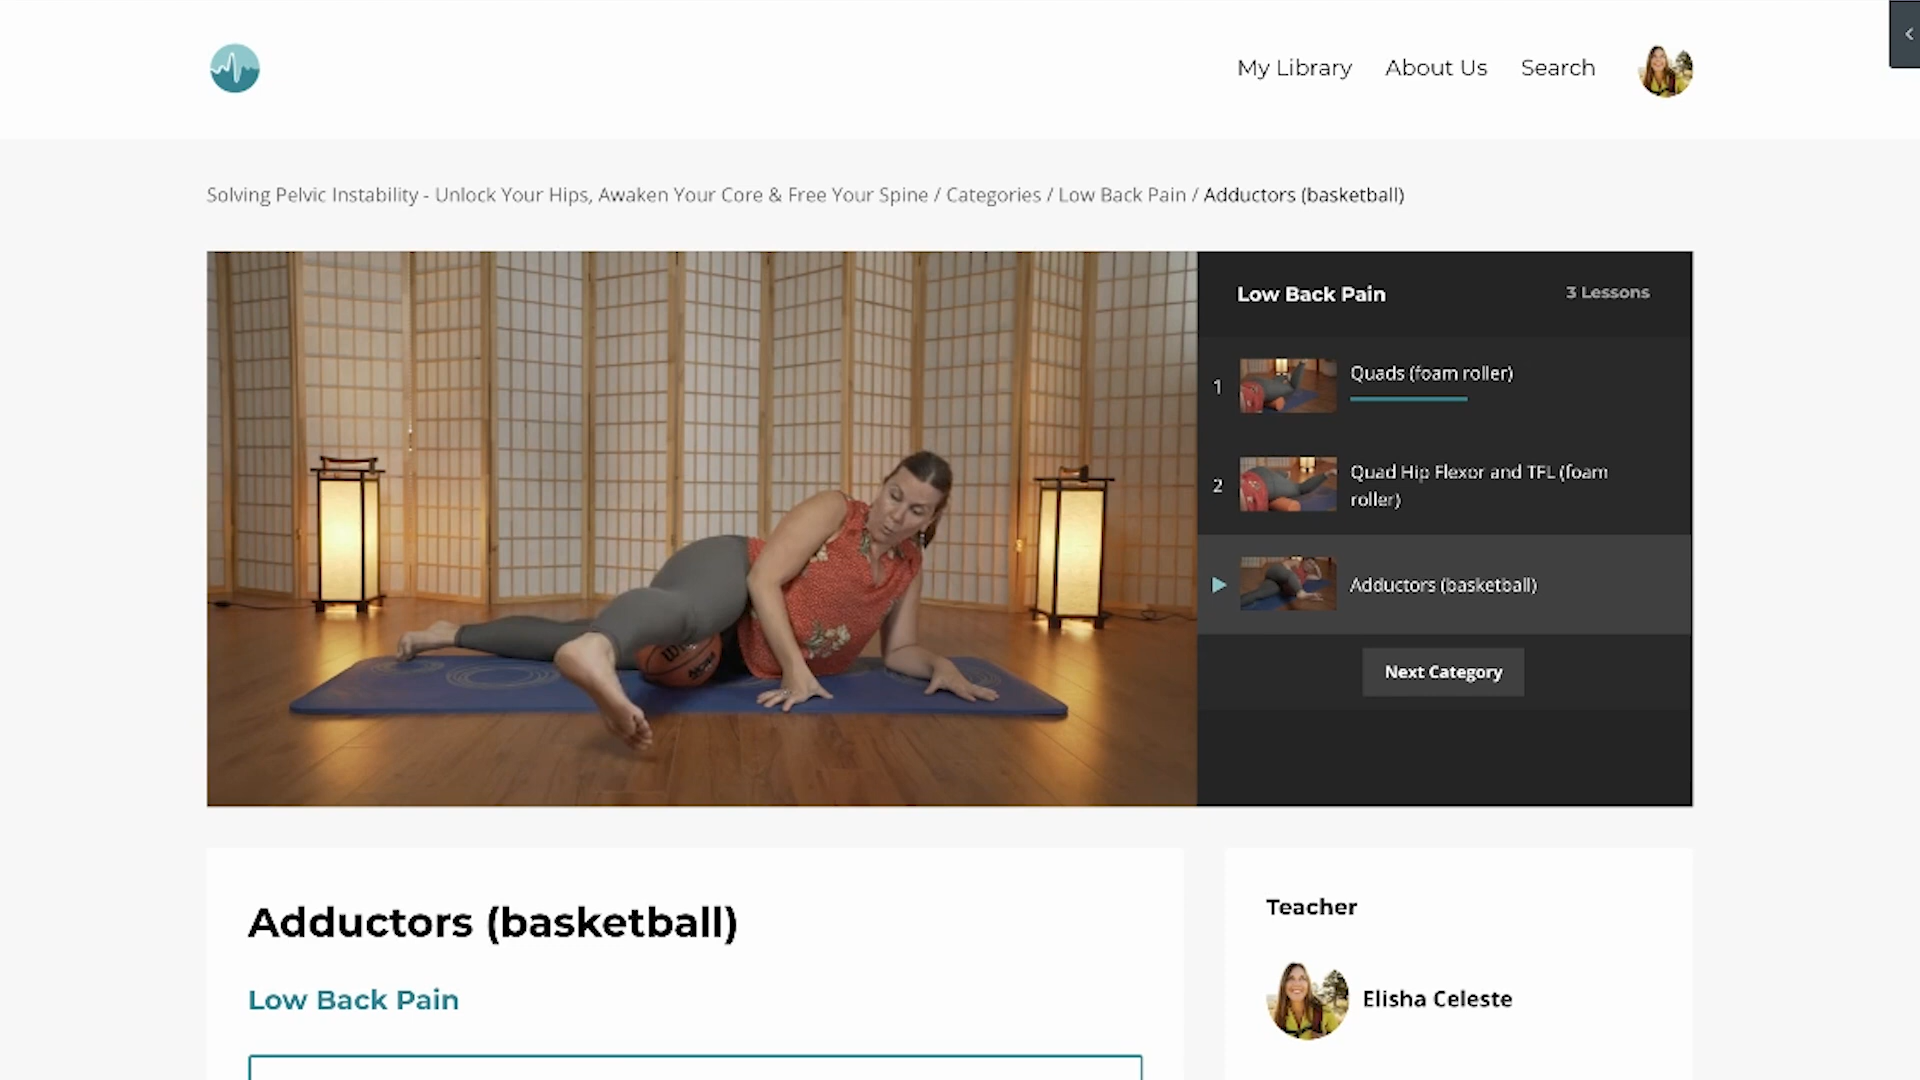 My Library About Us Search
Solving Pelvic Instability - Unlock Your Hips, Awaken Your Core & Free Your Spine / Categories / Low Back Pain / Adductors (basketball)
Low Back Pain 3 Lessons
1 Quads (foam roller)
2 Quad Hip Flexor and TFL (foam
roller)
Adductors (basketball)
Next Category
Adductors (basketball)
Low Back Pain
Teacher
Elisha Celeste